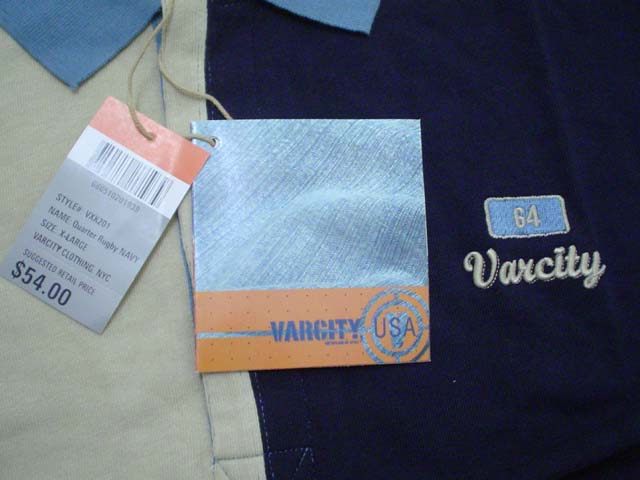 STYLE# VXX201
NAME: Quarter Rugby NAVY
SIZE: X-LARGE
VARCITY CLOTHING, NYC
SUGGESTED RETAIL PRICE
$54.00
VARCITY
USA
64
Varcity